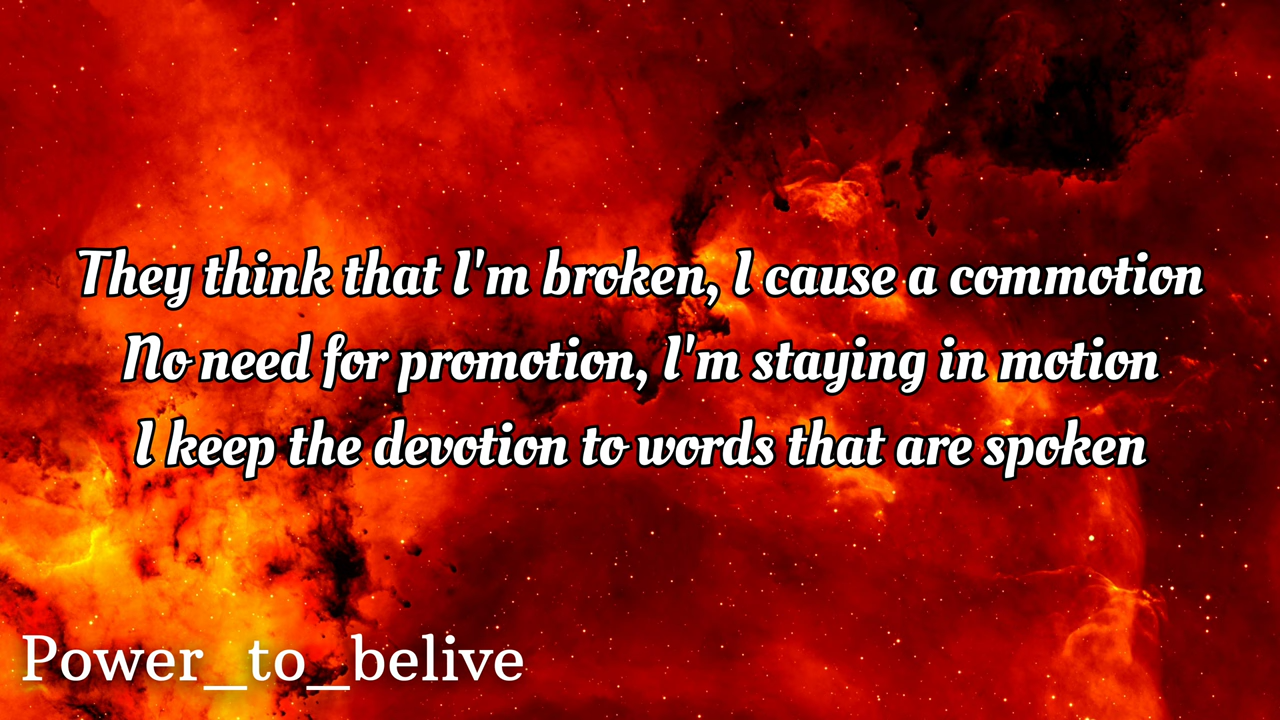 They think that I'm broken, I cause a commotion
No need for promotion, I'm staying in motion
I keep the devotion to words that are spoken
Power_to_belive